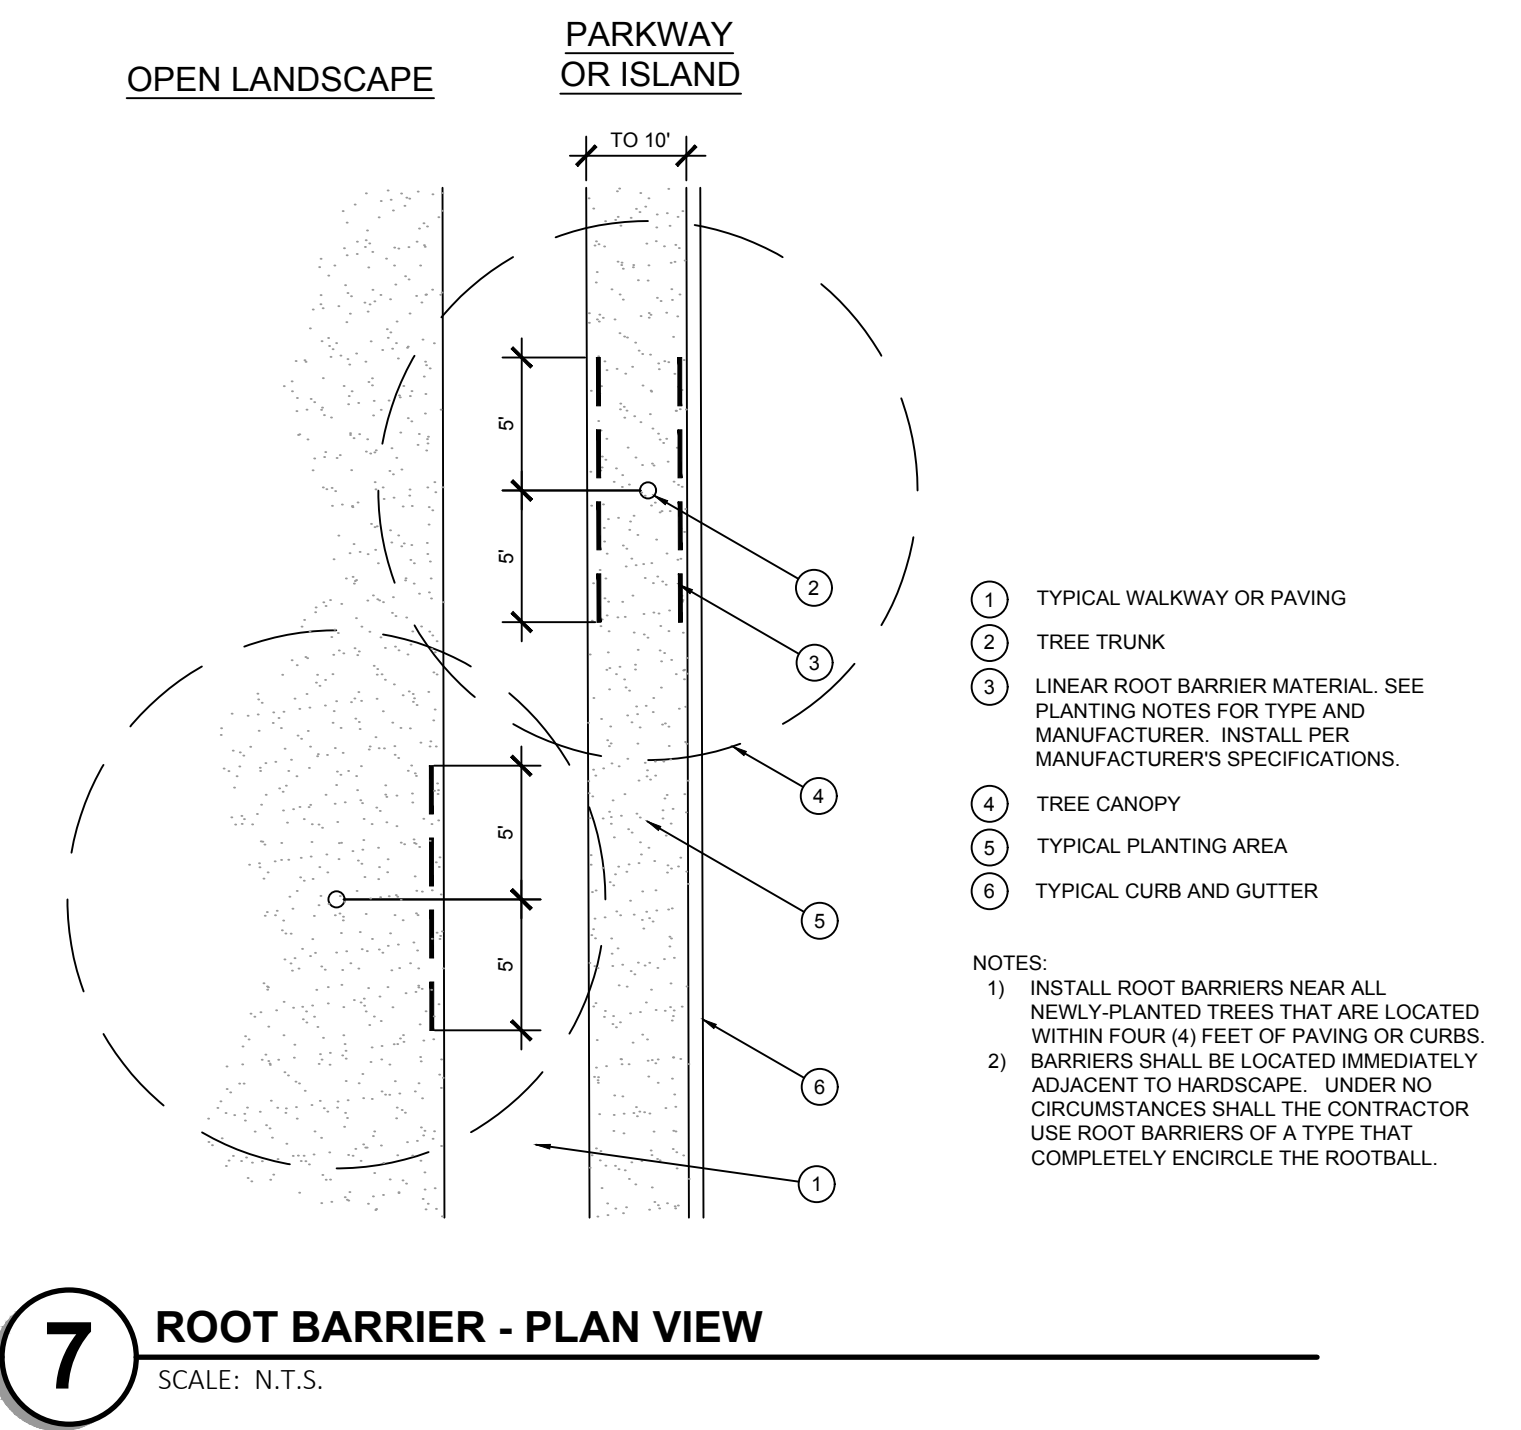 OPEN LANDSCAPE
PARKWAY
OR ISLAND
TO 10'
5'
5'
2
3
4
5'
5'
5
6
1
1 TYPICAL WALKWAY OR PAVING
2 TREE TRUNK
3 LINEAR ROOT BARRIER MATERIAL. SEE
PLANTING NOTES FOR TYPE AND
MANUFACTURER. INSTALL PER
MANUFACTURER'S SPECIFICATIONS.
4 TREE CANOPY
5 TYPICAL PLANTING AREA
6 TYPICAL CURB AND GUTTER
NOTES:
1) INSTALL ROOT BARRIERS NEAR ALL
NEWLY-PLANTED TREES THAT ARE LOCATED
WITHIN FOUR (4) FEET OF PAVING OR CURBS.
2) BARRIERS SHALL BE LOCATED IMMEDIATELY
ADJACENT TO HARDSCAPE. UNDER NO
CIRCUMSTANCES SHALL THE CONTRACTOR
USE ROOT BARRIERS OF A TYPE THAT
COMPLETELY ENCIRCLE THE ROOTBALL.
7 ROOT BARRIER - PLAN VIEW
SCALE: N.T.S.